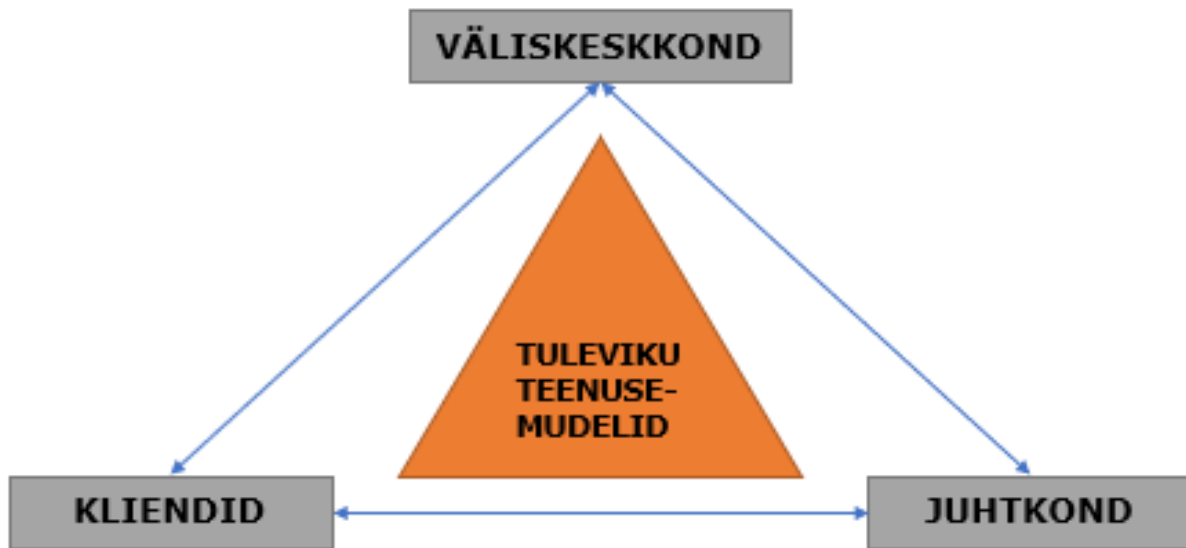 VÄLISKESKKOND
TULEVIKU
TEENUSE-
MUDELID
KLIENDID
JUHTKOND